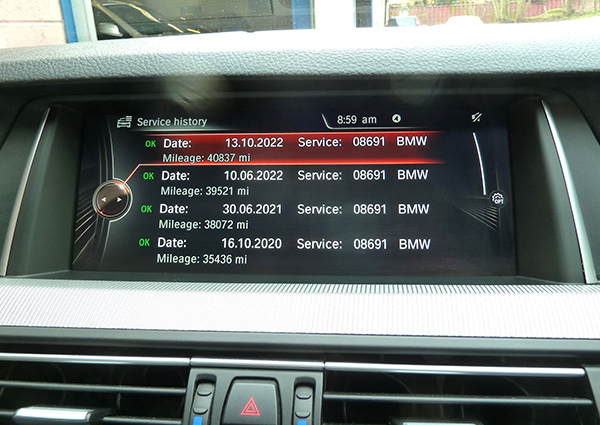 Service history 8:59 am
OK Date: 13.10.2022 Service: 08691 BMW
Mileage: 40837 mi
OK Date: 10.06.2022 Service: 08691 BMW
Mileage: 39521 mi
OK Date: 30.06.2021 Service: 08691 BMW
Mileage: 38072 mi
OK Date: 16.10.2020 Service: 08691 BMW
Mileage: 35436 mi
OPT